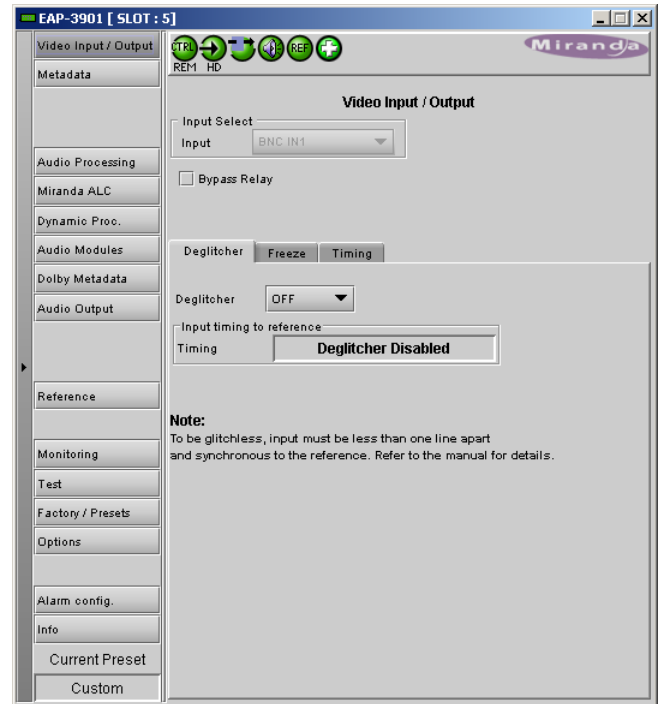 EAP-3901 [ SLOT : 5]
Video Input / Output
Metadata
Audio Processing
Miranda ALC
Dynamic Proc.
Audio Modules
Dolby Metadata
Audio Output
Reference
Monitoring
Test
Factory / Presets
Options
Alarm config.
Info
Current Preset
Custom
CTRL
REF
REM HD
Miranda
Video Input / Output
Input Select
Input BNC IN1
Bypass Relay
Deglitcher Freeze Timing
Deglitcher OFF
Input timing to reference
Timing Deglitcher Disabled
Note:
To be glitchless, input must be less than one line apart
and synchronous to the reference. Refer to the manual for details.